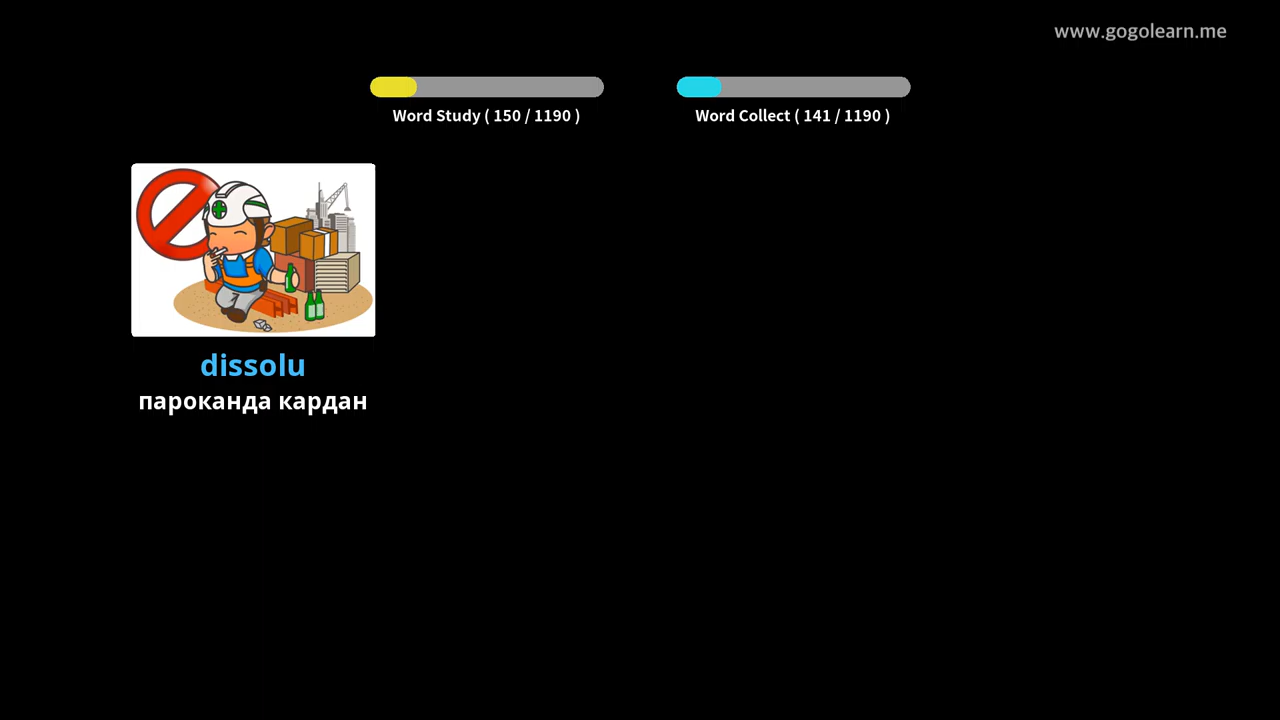 www.gogolearn.me
Word Study ( 150 / 1190 )
Word Collect ( 141 / 1190 )
dissolu
пароканда кардан